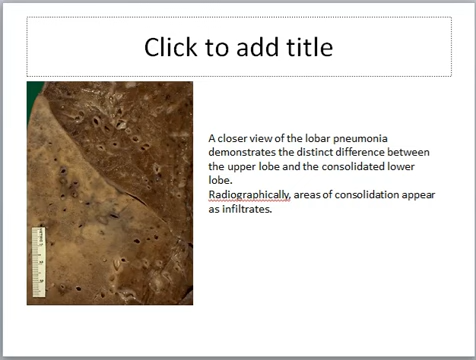 Click to add title
A closer view of the lobar pneumonia
demonstrates the distinct difference between
the upper lobe and the consolidated lower
lobe.
Radiographically, areas of consolidation appear
as infiltrates.